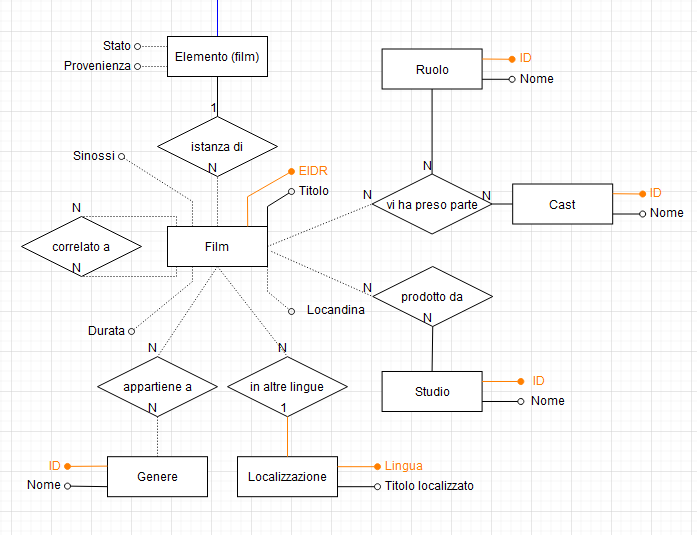 Stato
Provenienza
Elemento (film)
1
istanza di
N
Sinossi
EIDR
Titolo
Ruolo
ID
Nome
N
N
vi ha preso parte
N
Cast
ID
Nome
N
correlato a
N
Film
Durata
Locandina
N
prodotto da
N
Studio
ID
Nome
N
appartiene a
N
N
in altre lingue
1
ID
Nome
Genere
Localizzazione
Lingua
Titolo localizzato